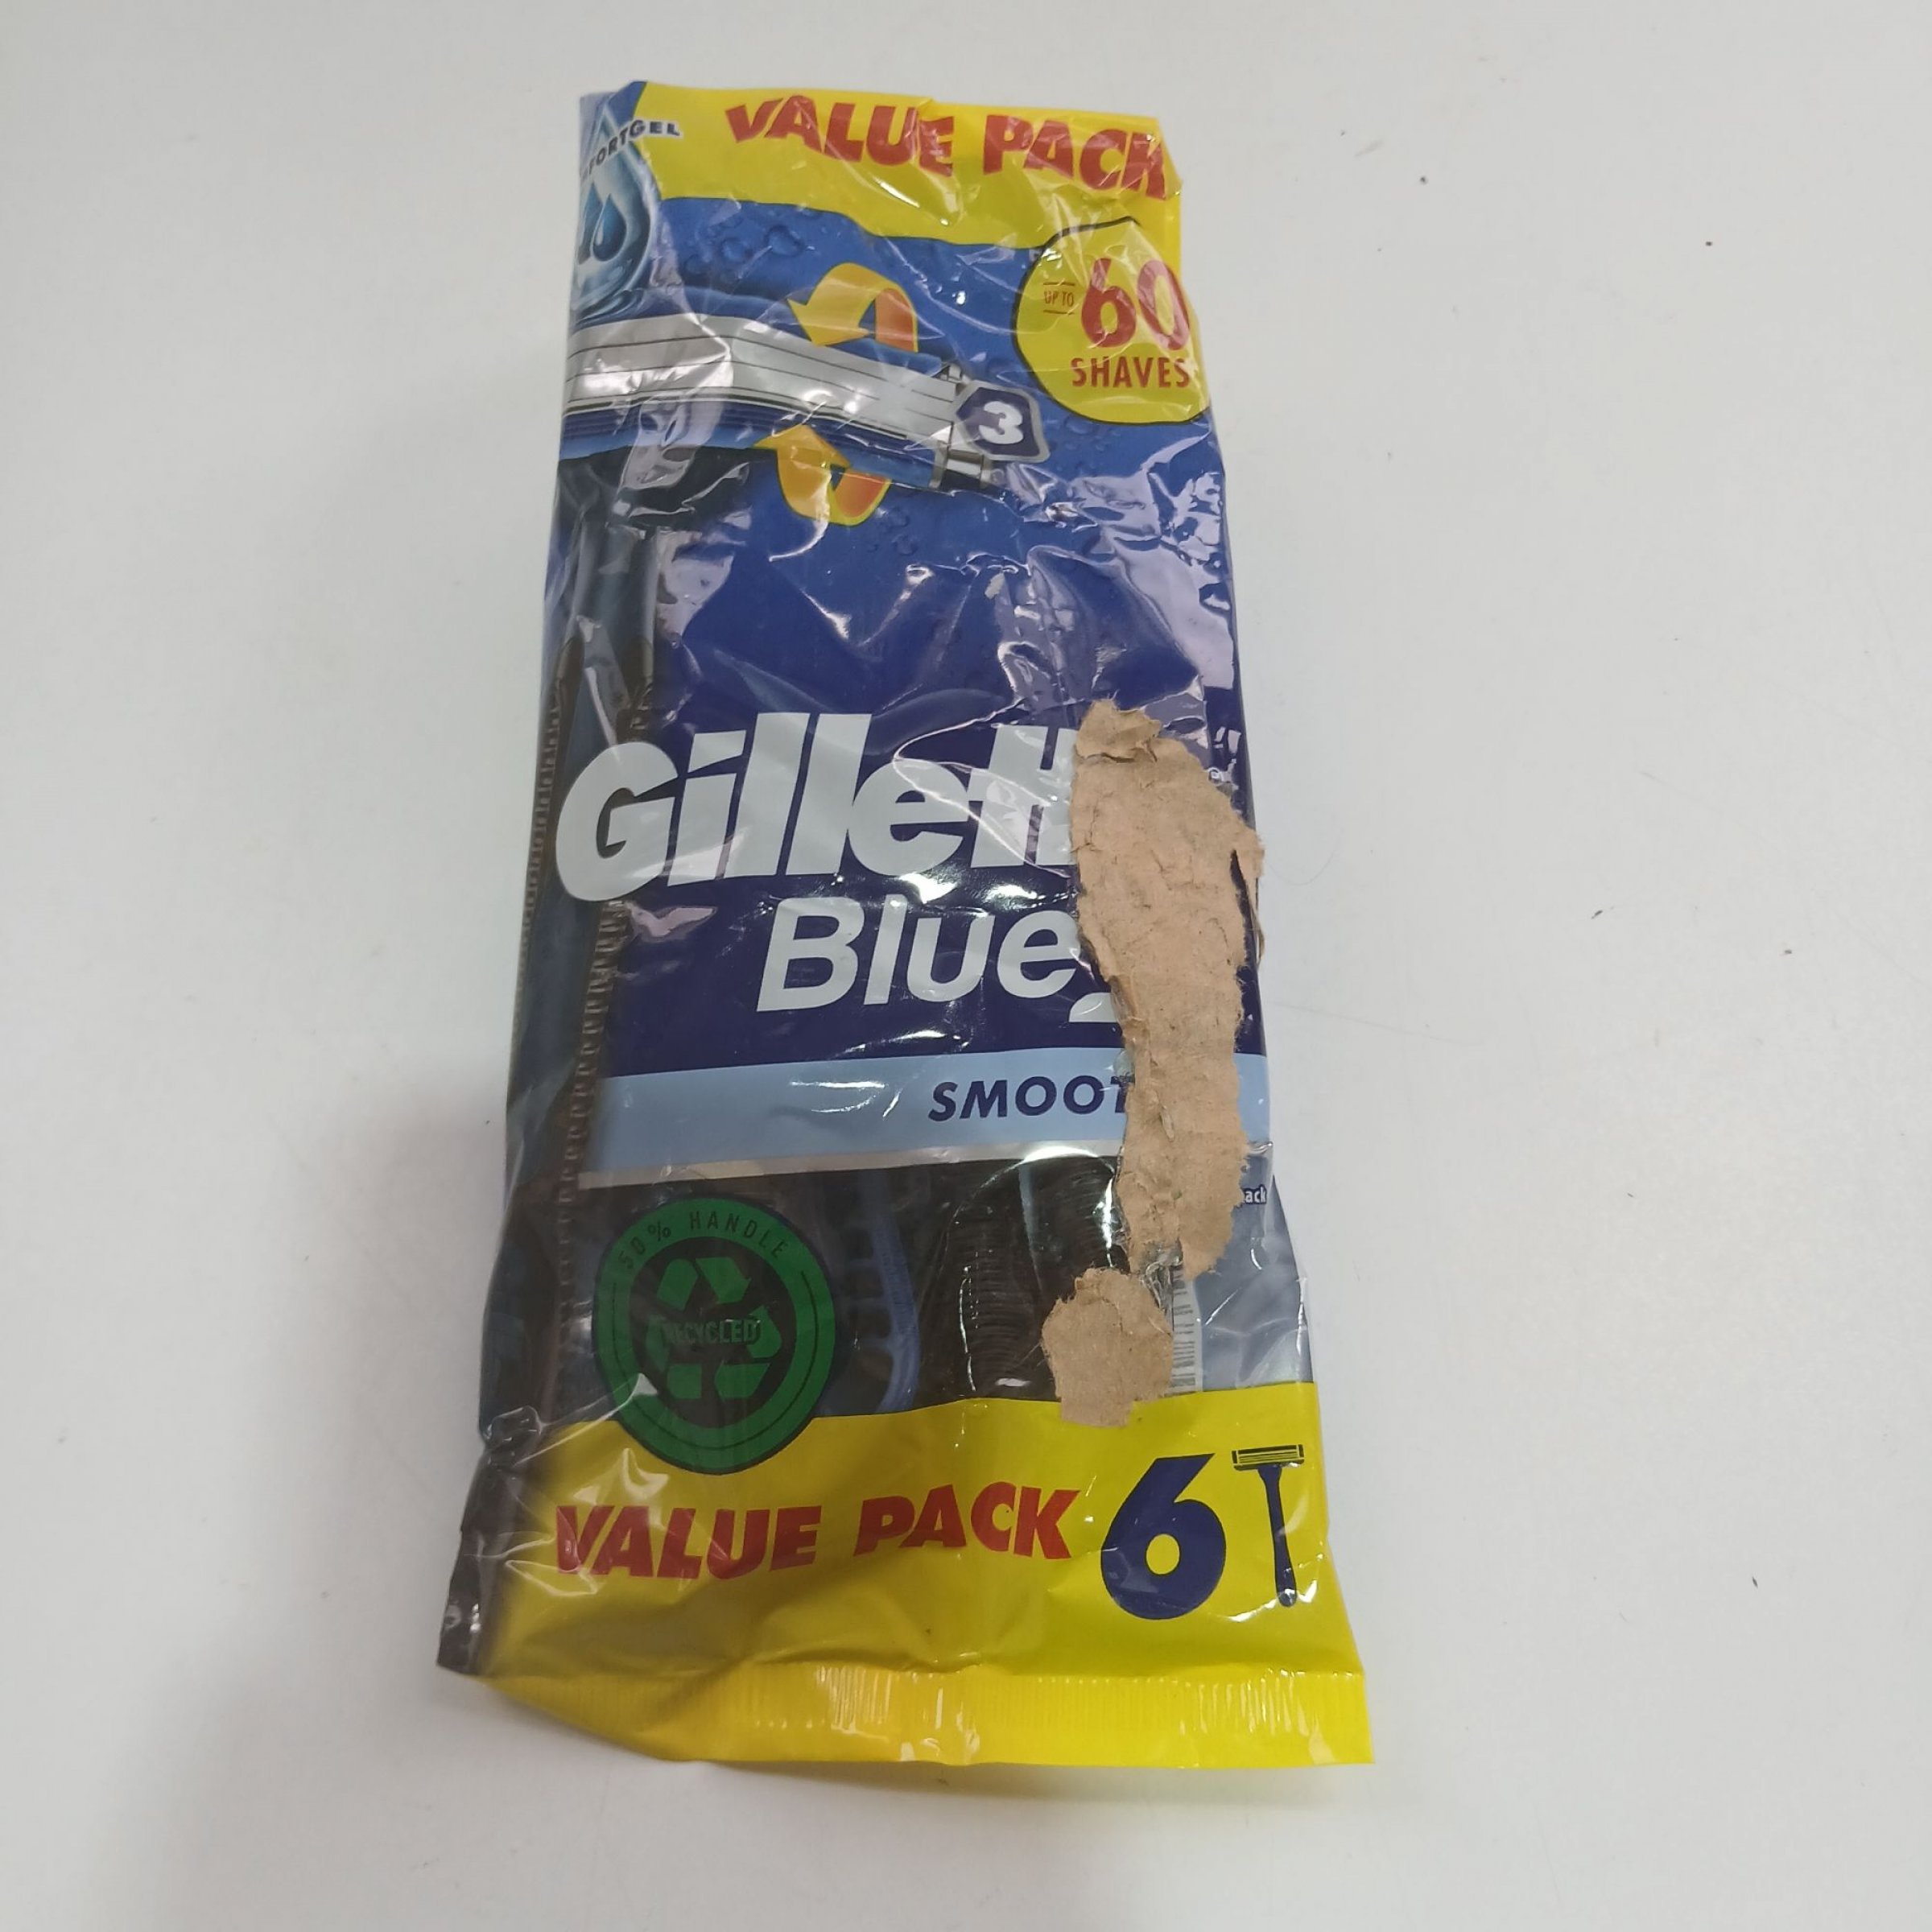 VALUE PACK
UP TO
60
SHAVES
3
Gillett
Blue
SMOOT
50% HANDLE
RECYCLED
VALUE PACK 6